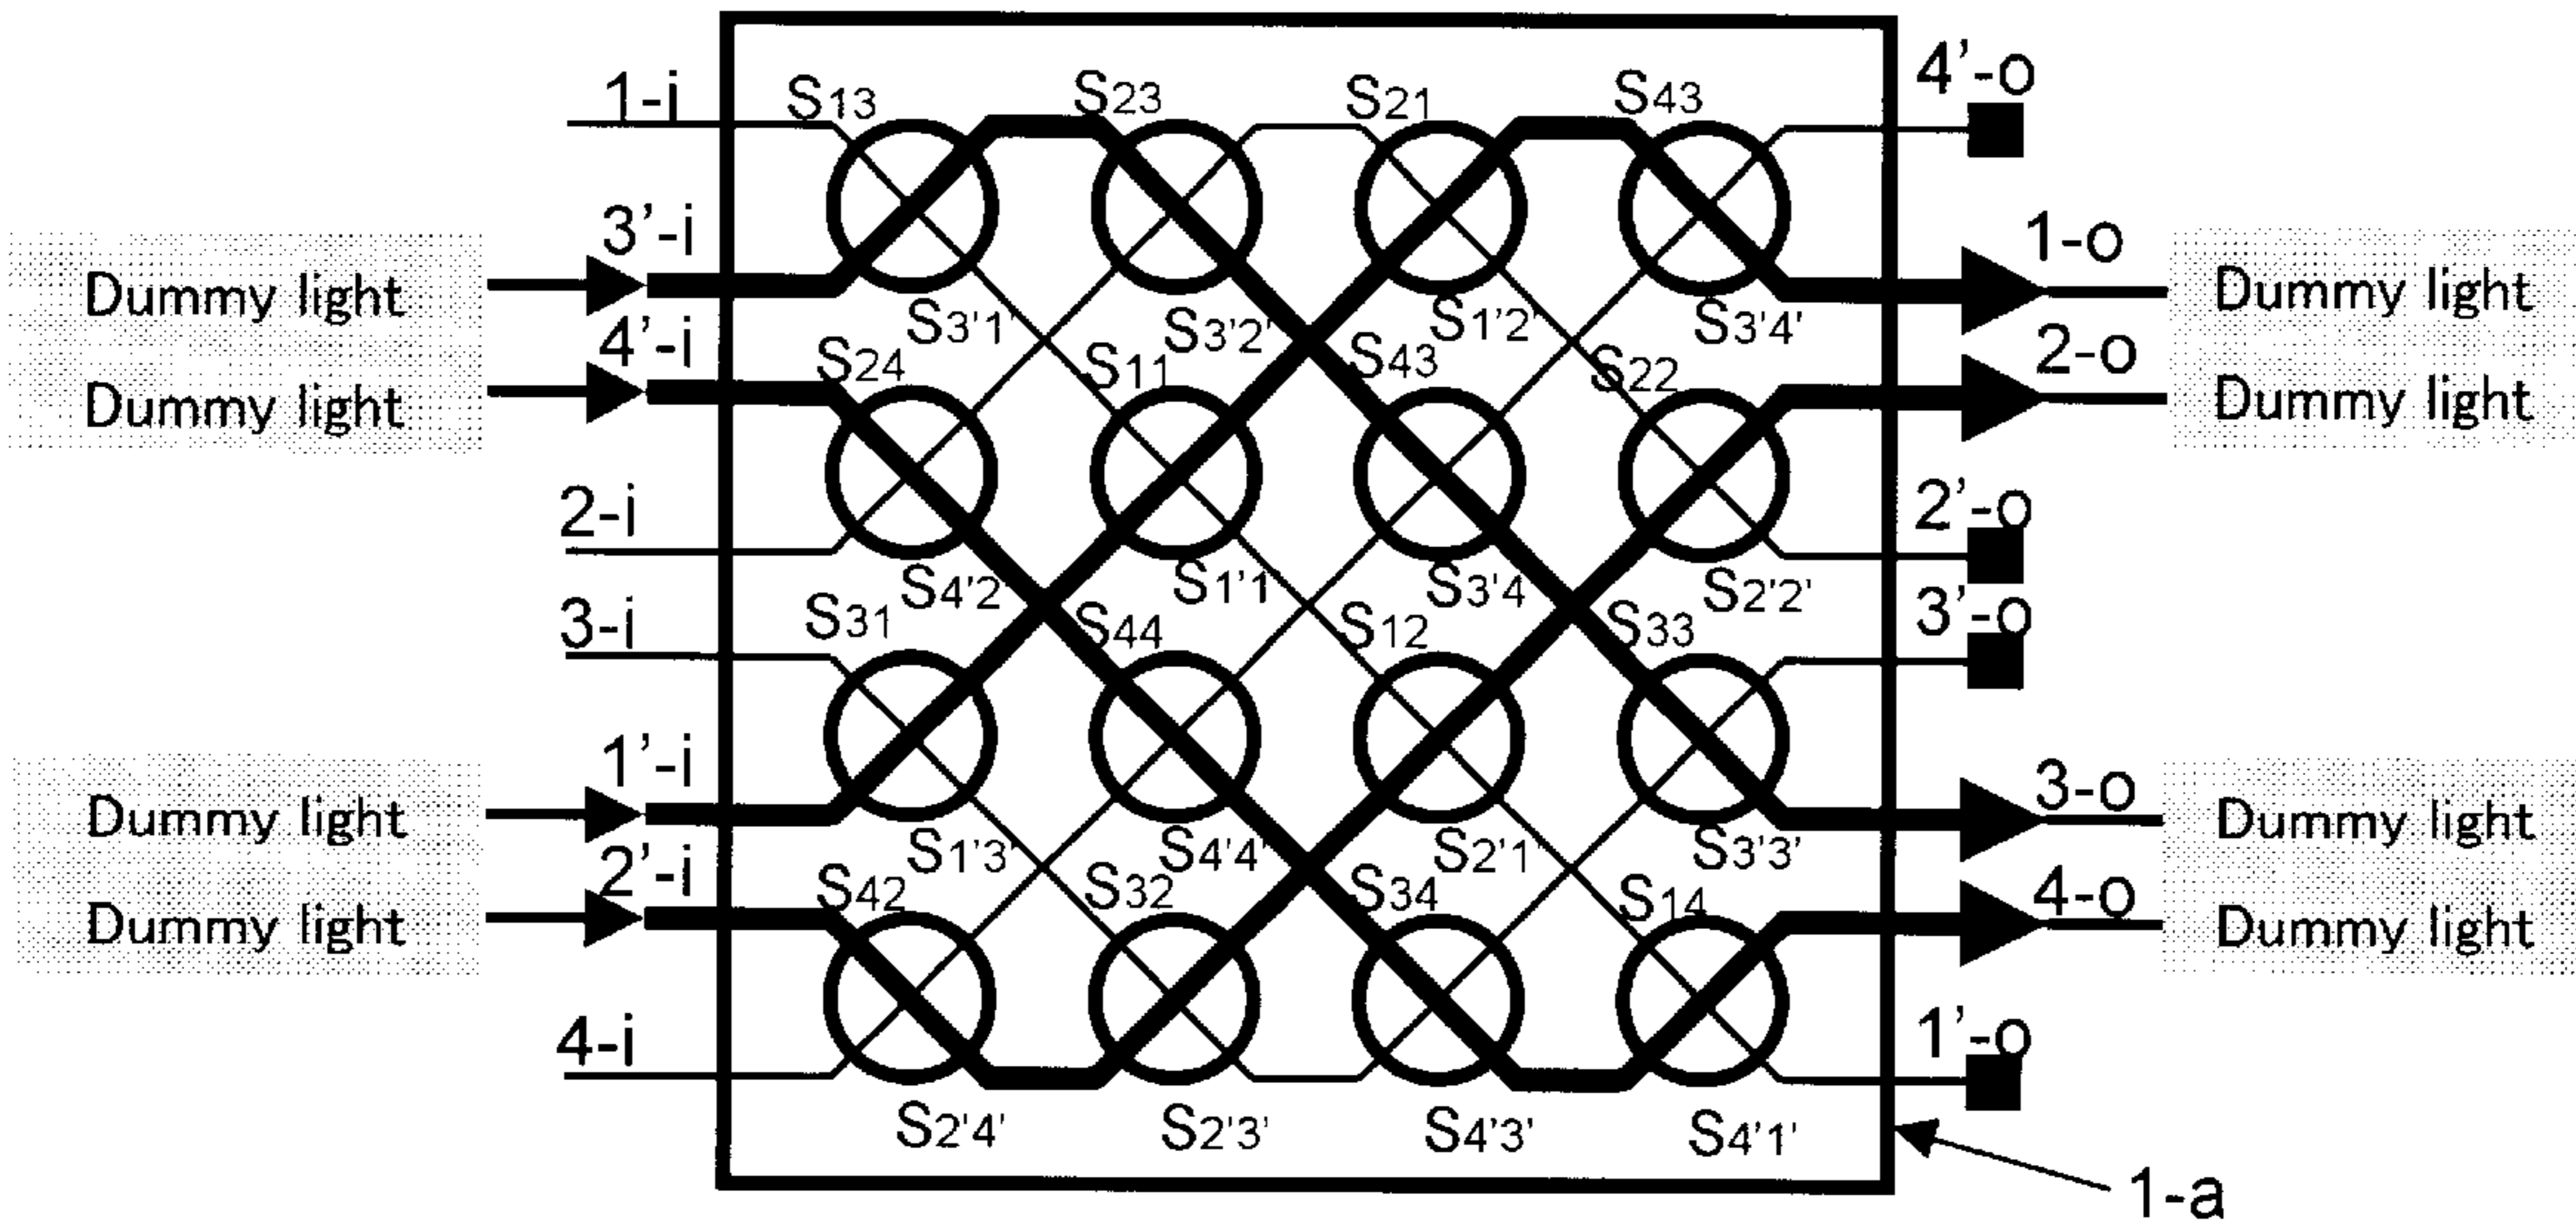 1-i
S13
S23
S21
S43
4'-o
3'-i
1-o
Dummy light
Dummy light
S3'1'
S3'2'
S1'2'
S3'4'
4'-i
2-o
S24
S11
S43
S22
Dummy light
Dummy light
2-i
2'-o
S4'2'
S1'1'
S3'4'
S2'2'
3-i
3'-o
S31
S44
S12
S33
1'-i
3-o
Dummy light
Dummy light
S1'3'
S4'4'
S2'1'
S3'3'
2'-i
4-o
S42
S32
S34
S14
Dummy light
Dummy light
4-i
1'-o
S2'4'
S2'3'
S4'3'
S4'1'
1-a